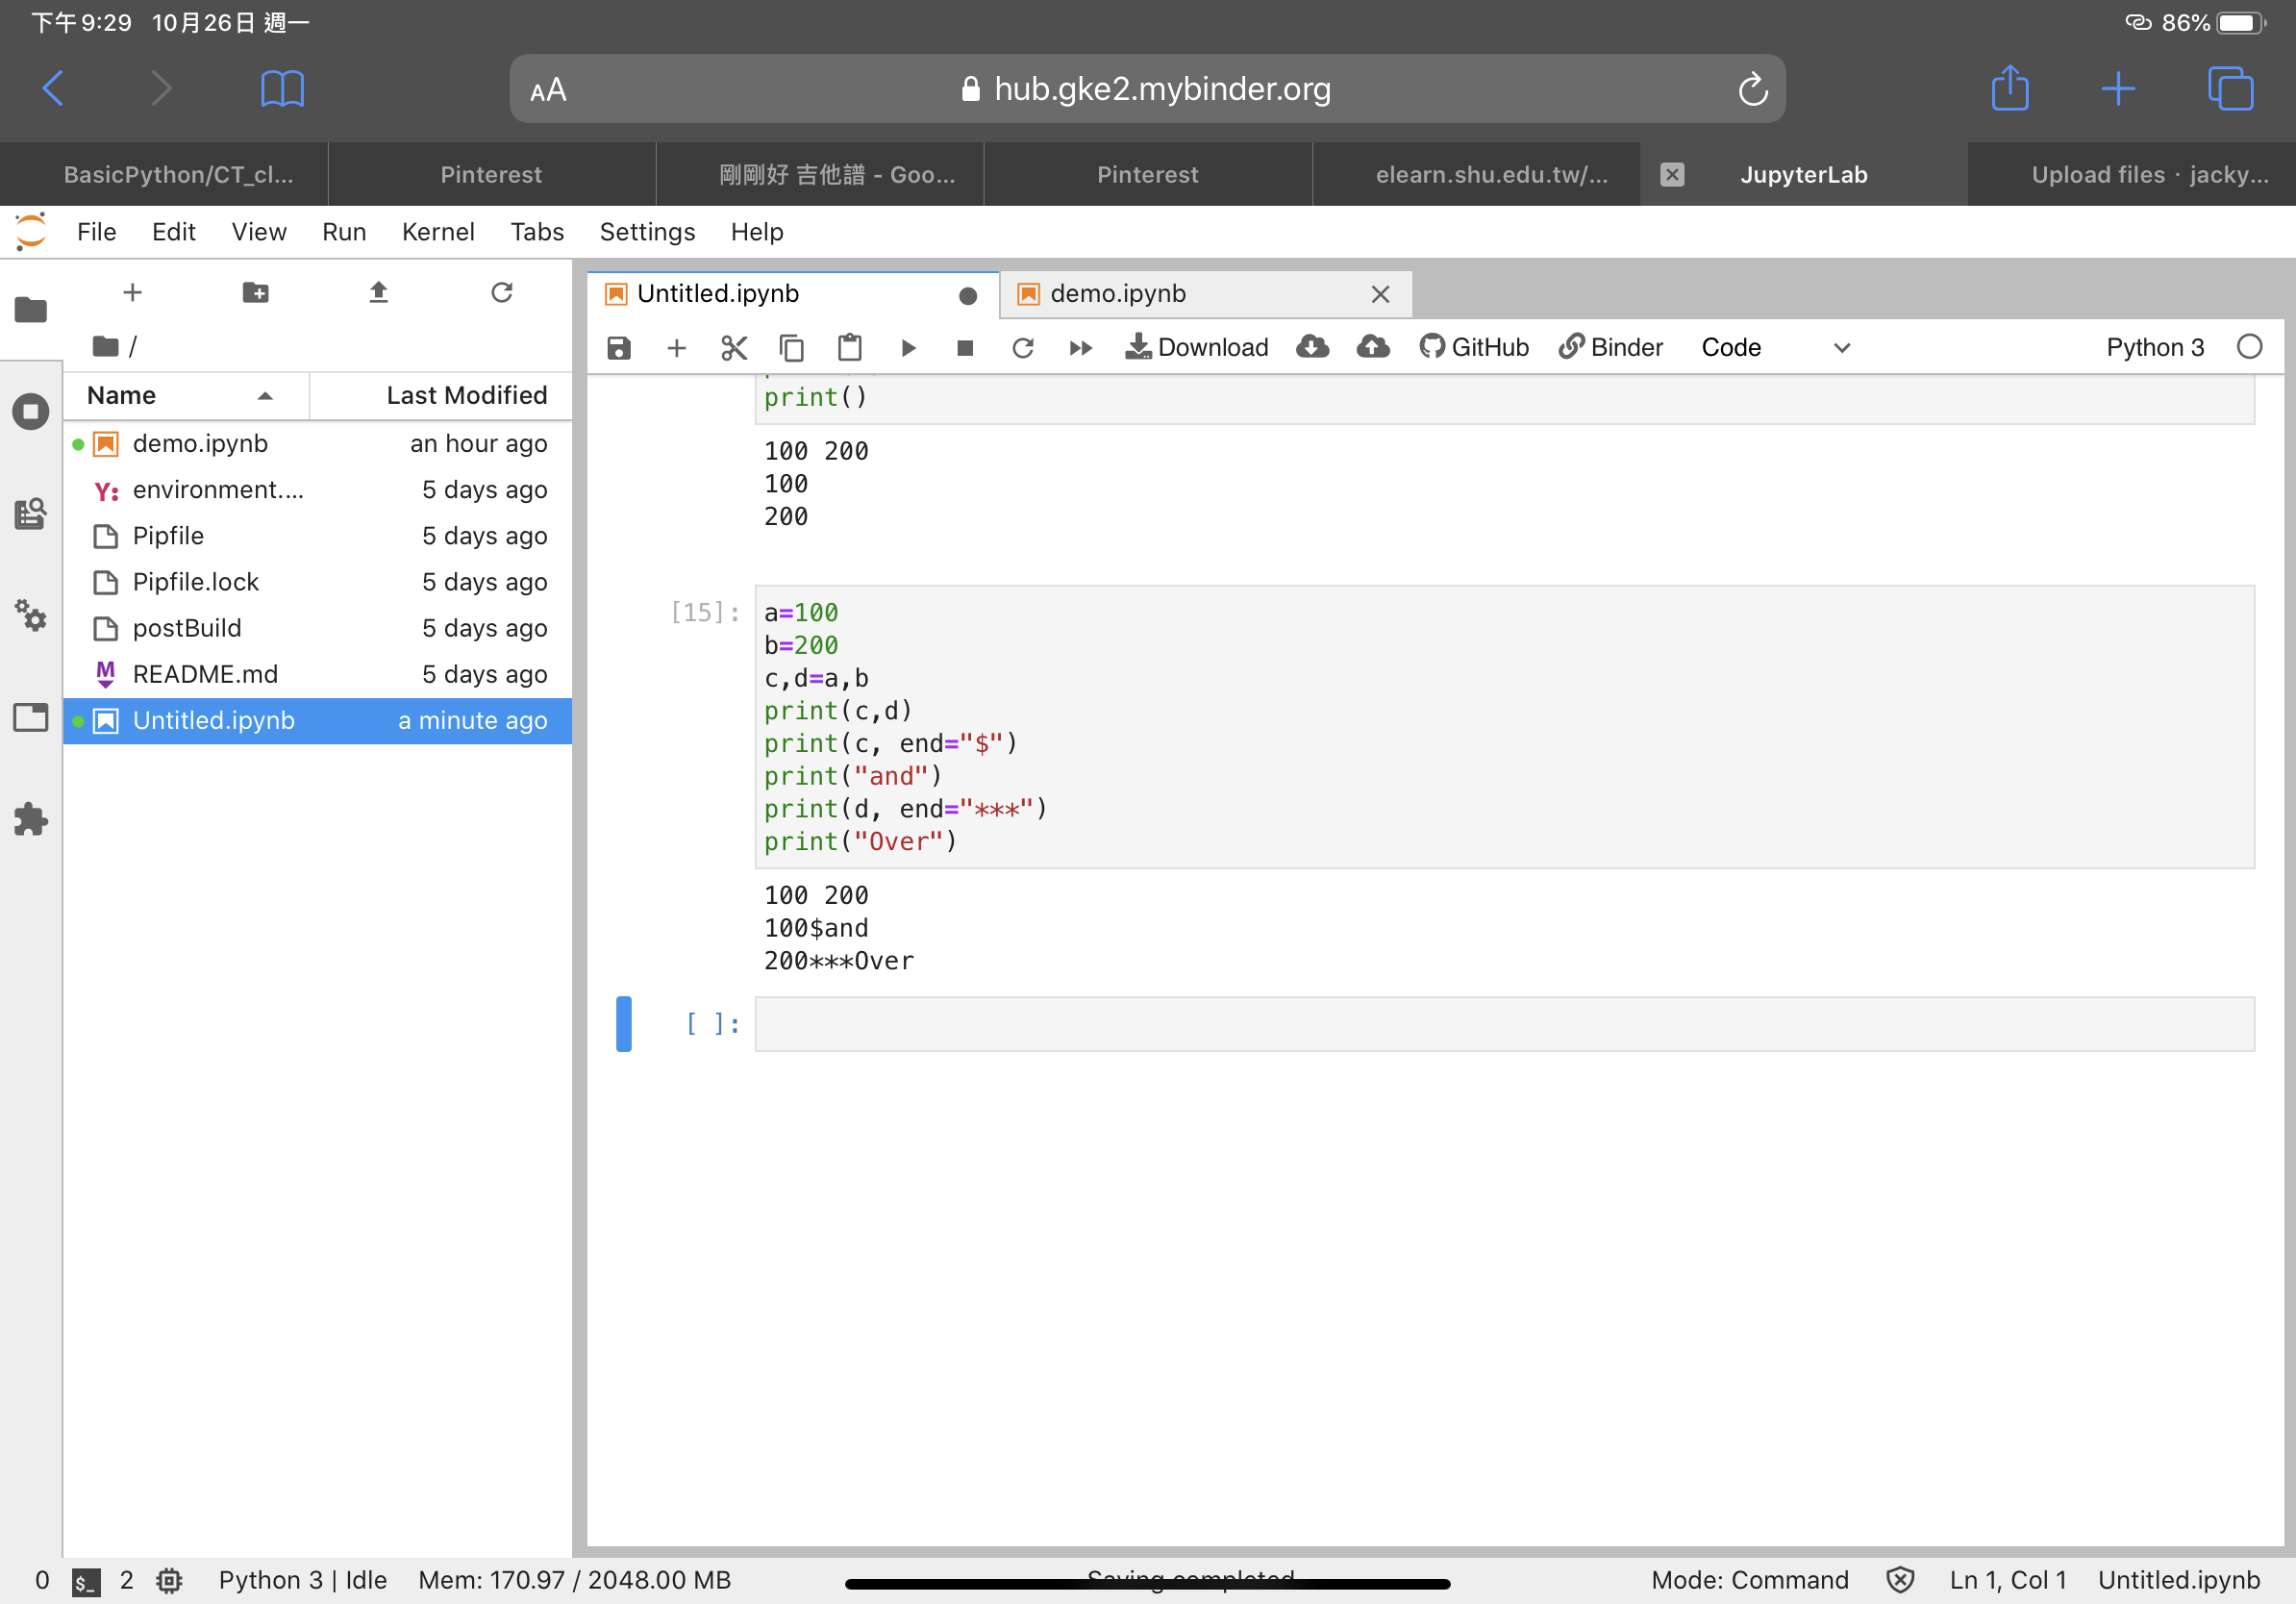 下午9:29 10月26日 週一
86%
AA hub.gke2.mybinder.org
BasicPython/CT_cl...
Pinterest
剛剛好 吉他譜 - Goo...
Pinterest
elearn.shu.edu.tw/...
JupyterLab
Upload files · jacky...
File Edit View Run Kernel Tabs Settings Help
/
Name Last Modified
demo.ipynb an hour ago
environment.... 5 days ago
Pipfile 5 days ago
Pipfile.lock 5 days ago
postBuild 5 days ago
README.md 5 days ago
Untitled.ipynb a minute ago
Untitled.ipynb demo.ipynb
Download GitHub Binder Code Python 3
print()
100 200
100
200
[15]:
a=100
b=200
c,d=a,b
print(c,d)
print(c, end="$")
print("and")
print(d, end="***")
print("Over")
100 200
100$and
200***Over
[ ]:
0 $_ 2 Python 3 | Idle Mem: 170.97 / 2048.00 MB Saving completed Mode: Command Ln 1, Col 1 Untitled.ipynb